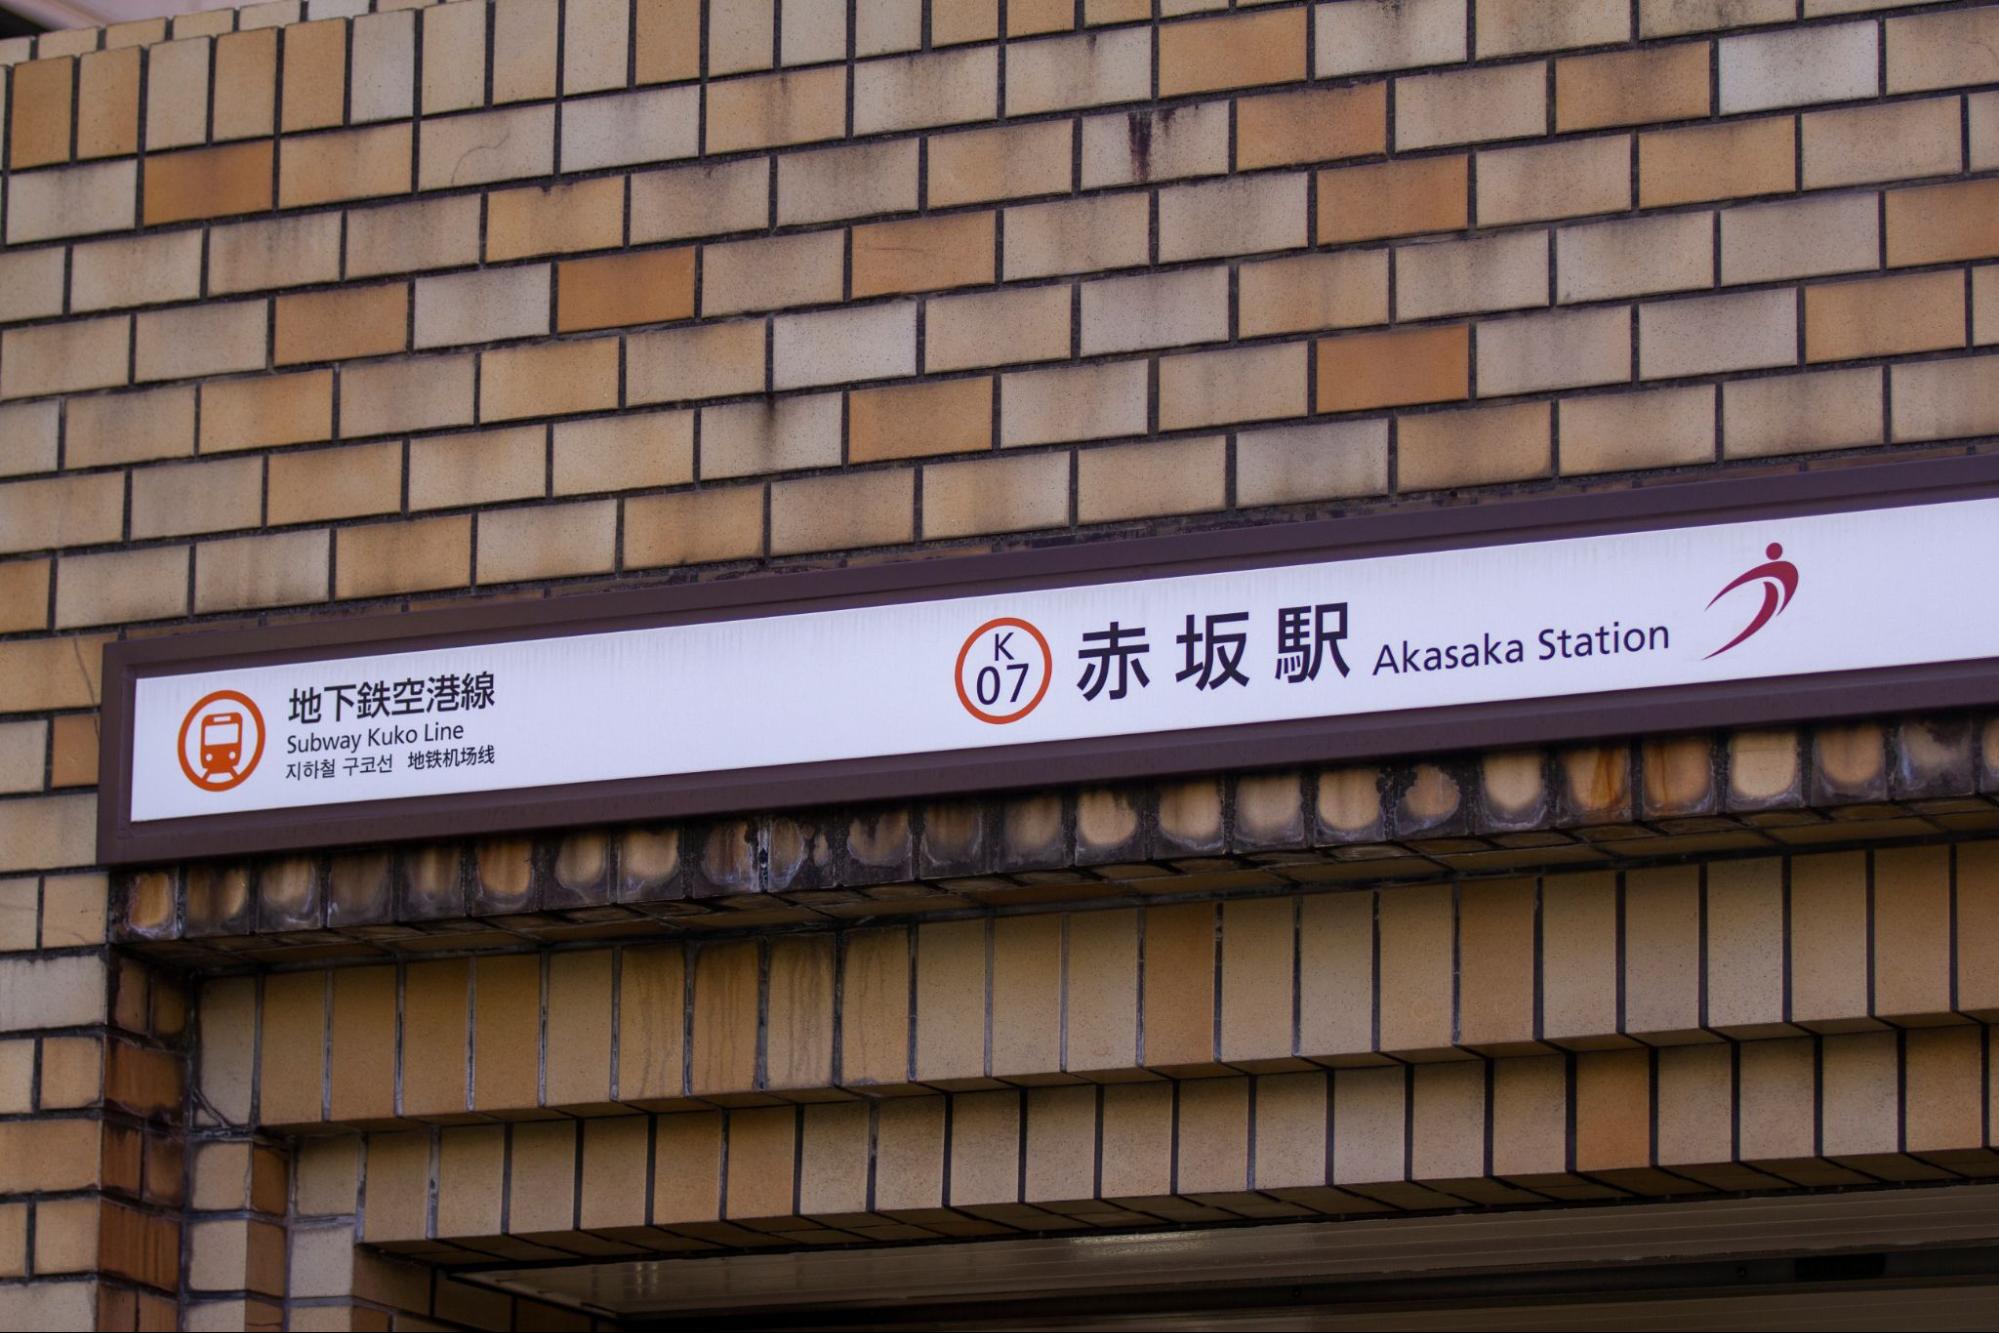 地下鉄空港線
Subway Kuko Line
지하철 구코선 地铁机场线
K
07
赤坂駅 Akasaka Station